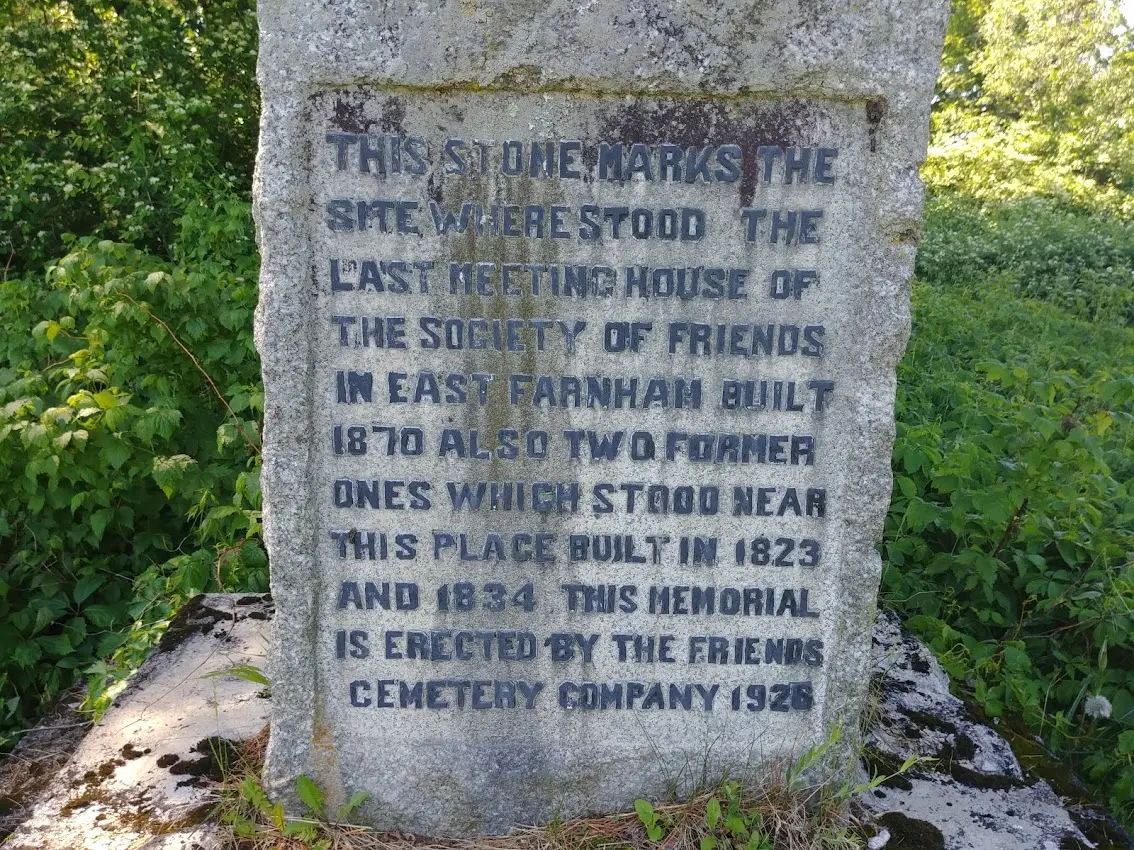 THIS STONE MARKS THE
SITE WHERE STOOD THE
LAST MEETING HOUSE OF
THE SOCIETY OF FRIENDS
IN EAST FARNHAM BUILT
1870 ALSO TWO FORMER
ONES WHICH STOOD NEAR
THIS PLACE BUILT IN 1823
AND 1834 THIS MEMORIAL
IS ERECTED BY THE FRIENDS
CEMETERY COMPANY 1926